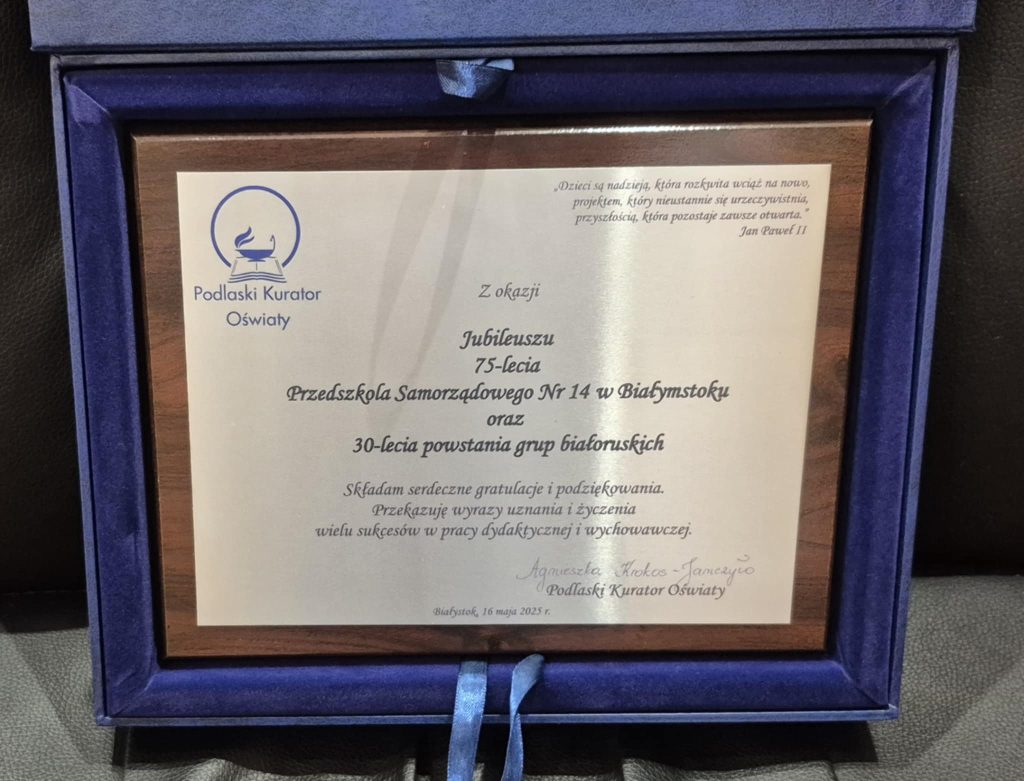 „Dzieci są nadzieją, która rozkwita wciąż na nowo,
projektem, który nieustannie się urzeczywistnia,
przyszłością, która pozostaje zawsze otwarta.”
Jan Paweł II
Podlaski Kurator
Oświaty
Z okazji
Jubileuszu
75-lecia
Przedszkola Samorządowego Nr 14 w Białymstoku
oraz
30-lecia powstania grup białoruskich
Składam serdeczne gratulacje i podziękowania.
Przekazuję wyrazy uznania i życzenia
wielu sukcesów w pracy dydaktycznej i wychowawczej.
Agnieszka Krokos-Janczyło
Podlaski Kurator Oświaty
Białystok, 16 maja 2025 r.